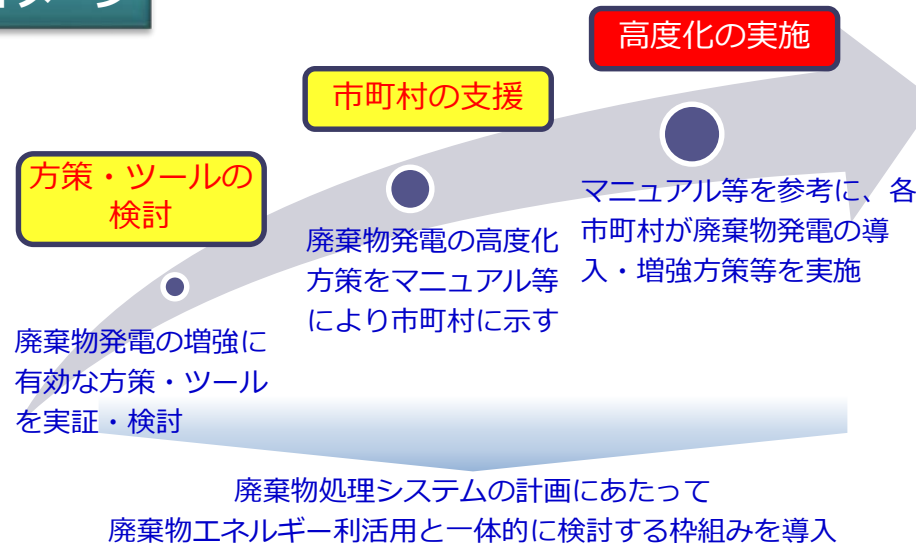 イメージ
高度化の実施
市町村の支援
方策・ツールの
検討
マニュアル等を参考に、各
市町村が廃棄物発電の導
入・増強方策等を実施
廃棄物発電の高度化
方策をマニュアル等
により市町村に示す
廃棄物発電の増強に
有効な方策・ツール
を実証・検討
廃棄物処理システムの計画にあたって
廃棄物エネルギー利活用と一体的に検討する枠組みを導入